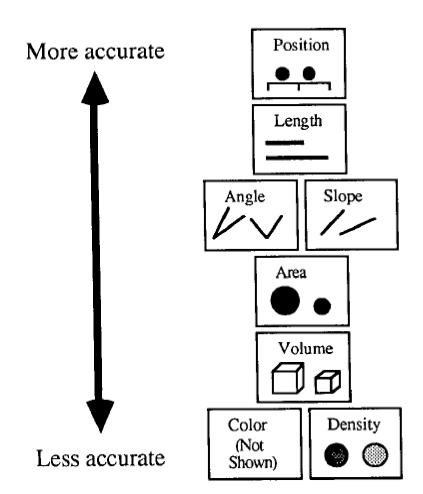 Position
More accurate
Length
Angle
Slope
Area
Volume
Color
(Not
Shown)
Density
Less accurate